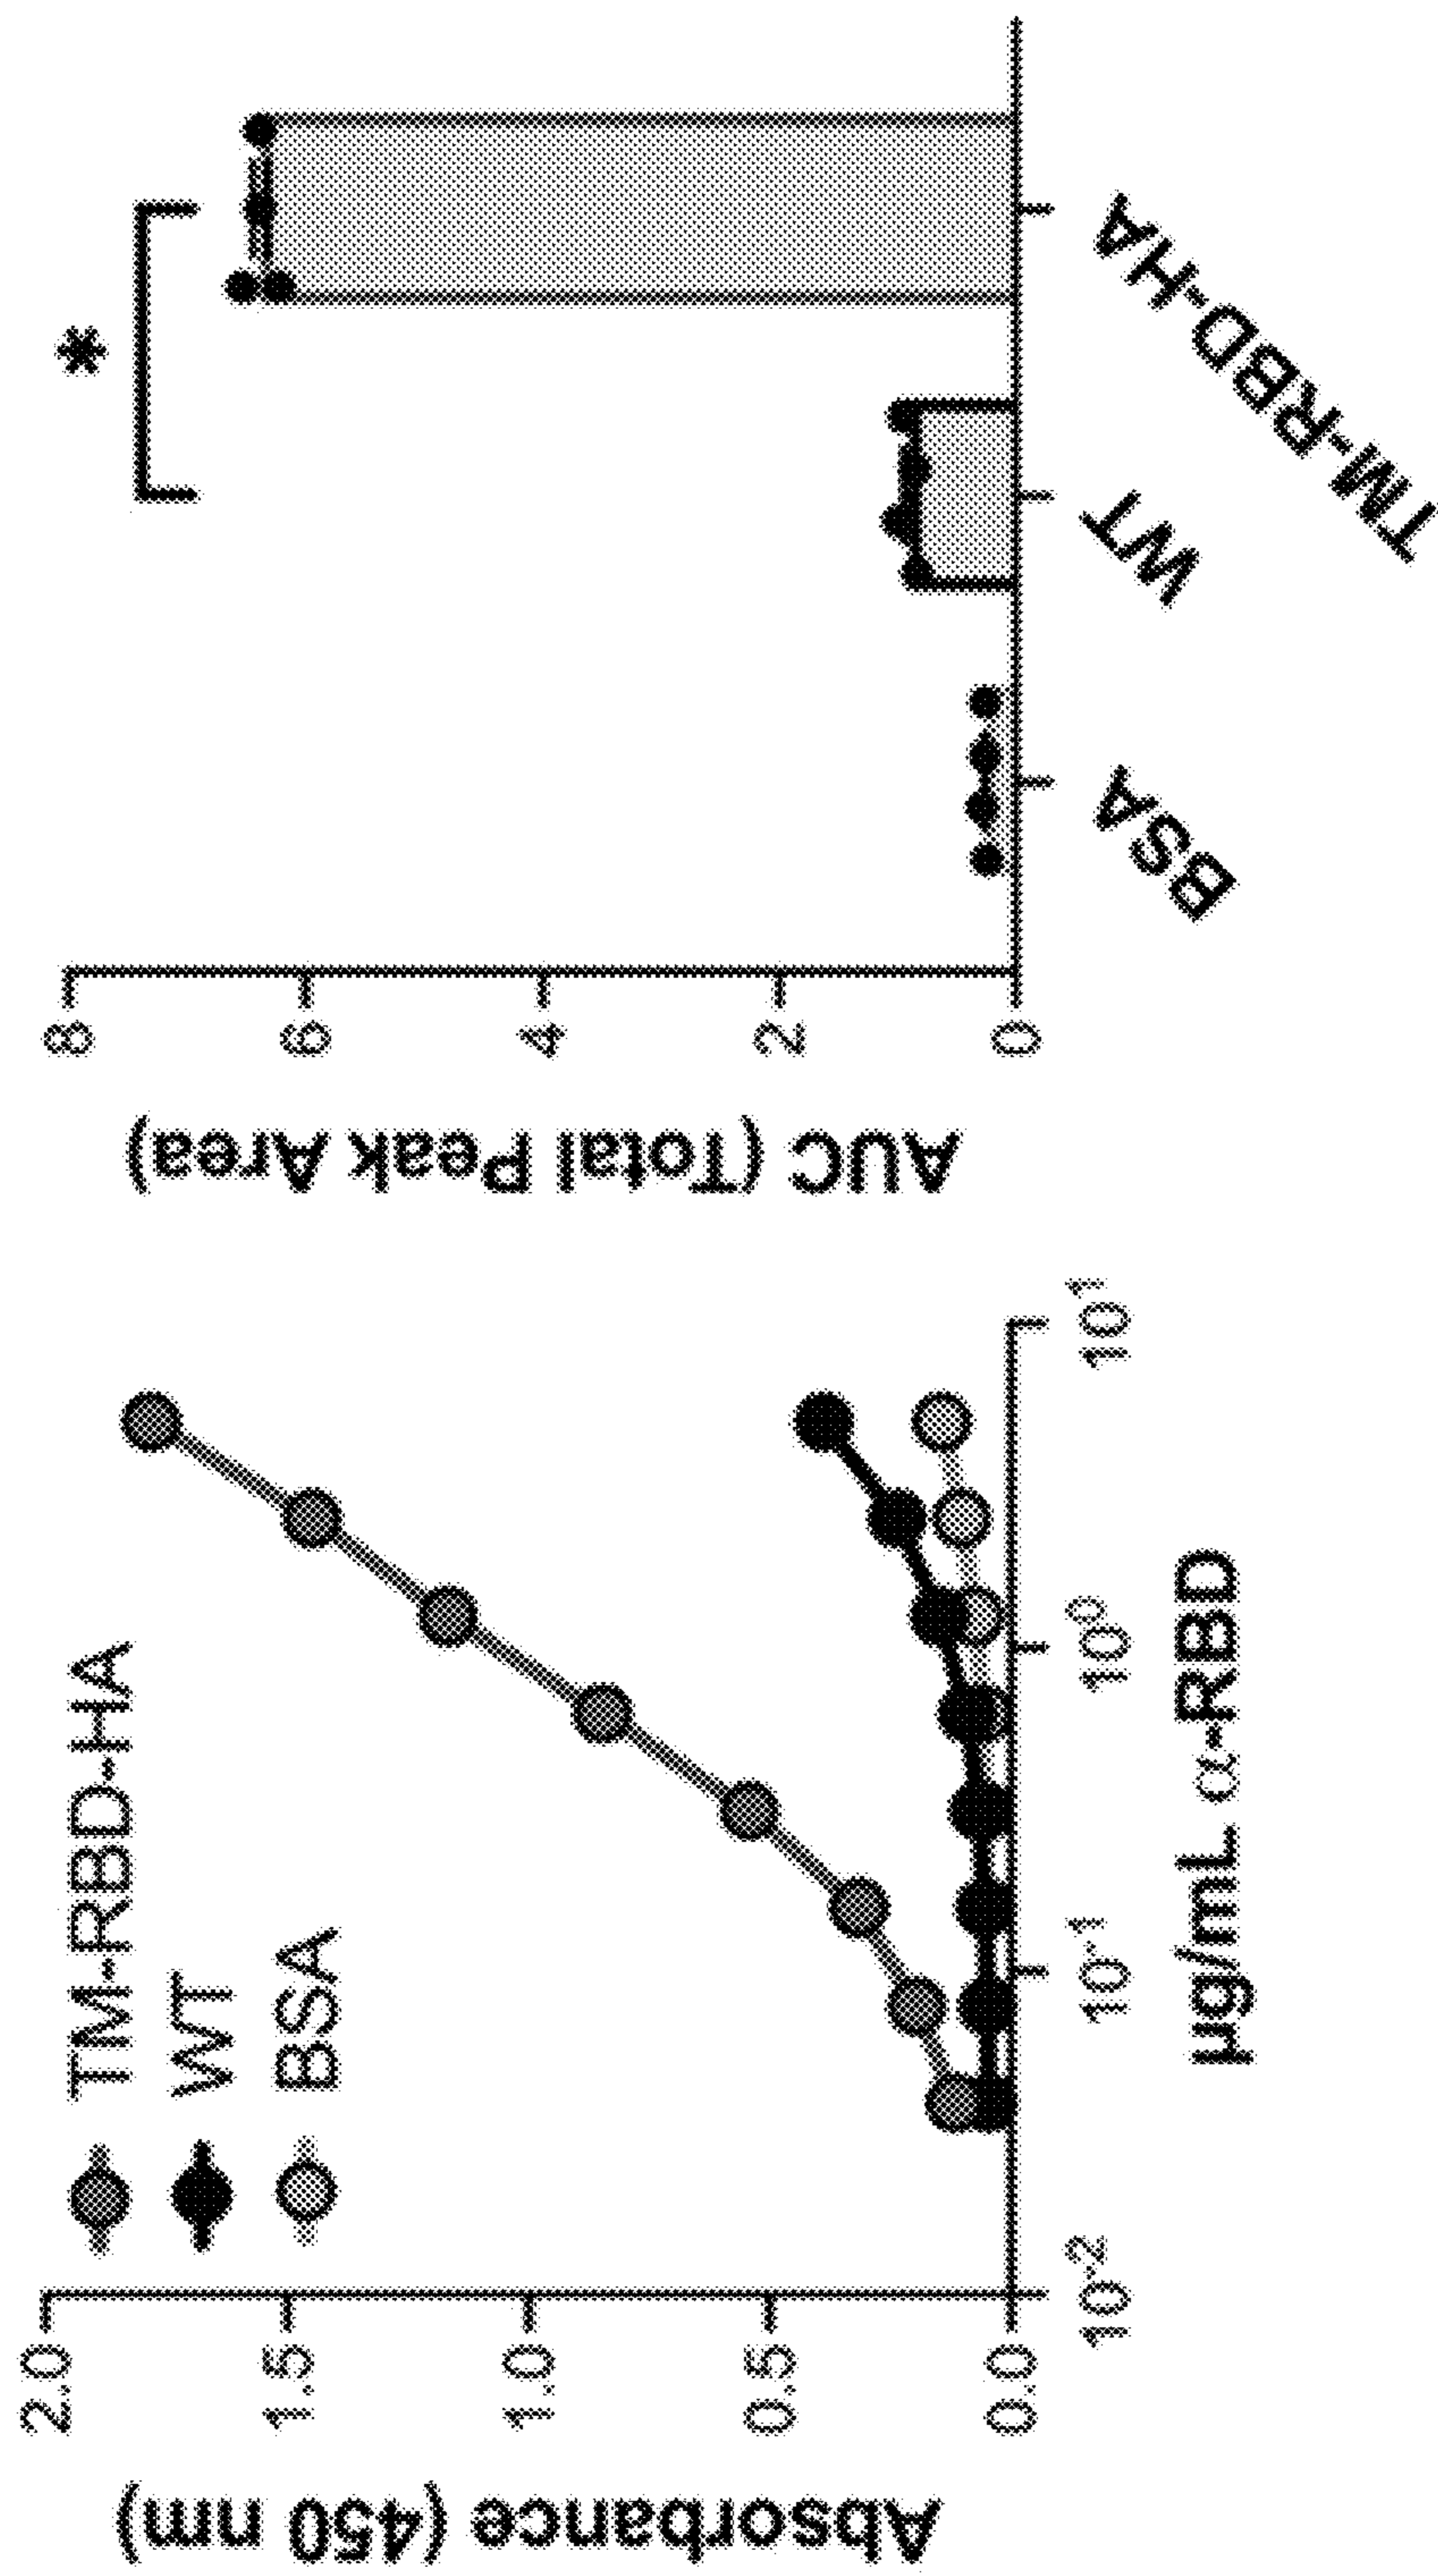 Absorbance (450 nm)
2.0
1.5
1.0
0.5
0.0
TM-RBD-HA
WT
BSA
10-2
10-1
100
101
µg/mL α-RBD
AUC (Total Peak Area)
8
6
4
2
0
*
BSA
WT
TM-RBD-HA